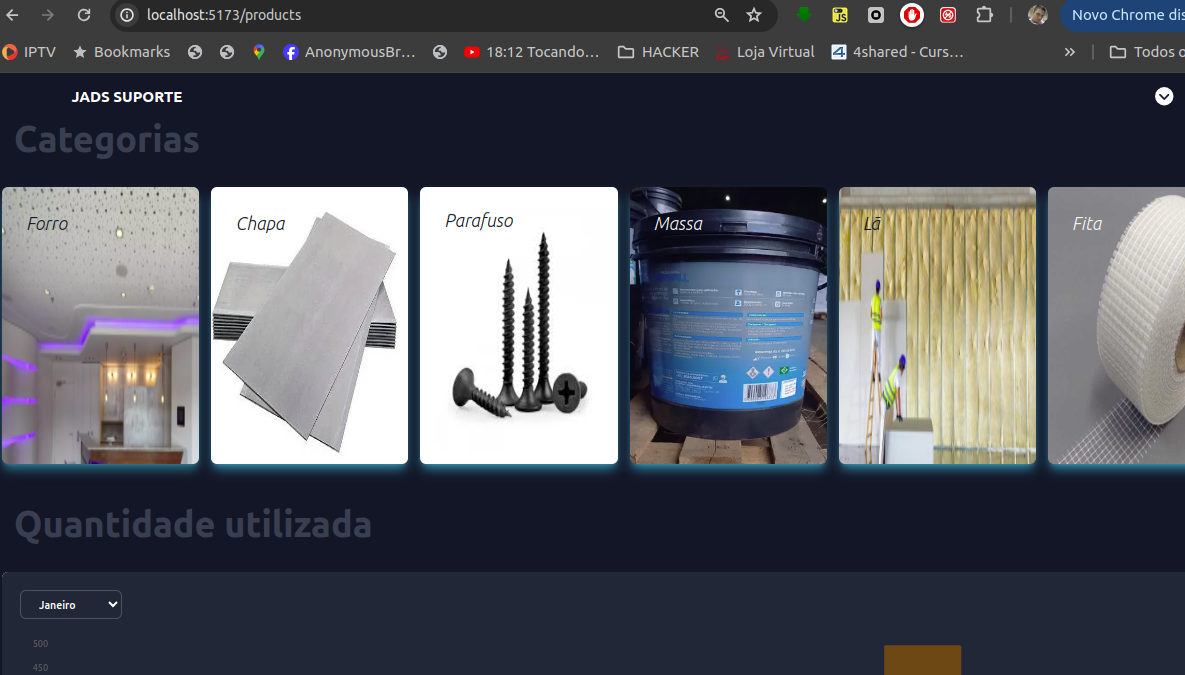 localhost:5173/products
JS
Novo Chrome dis
IPTV
Bookmarks
AnonymousBr...
18:12 Tocando...
HACKER
Loja Virtual
4shared - Curs...
»
Todos o
JADS SUPORTE
Categorias
Forro
Chapa
Parafuso
Massa
Lã
Fita
Quantidade utilizada
Janeiro
500
450